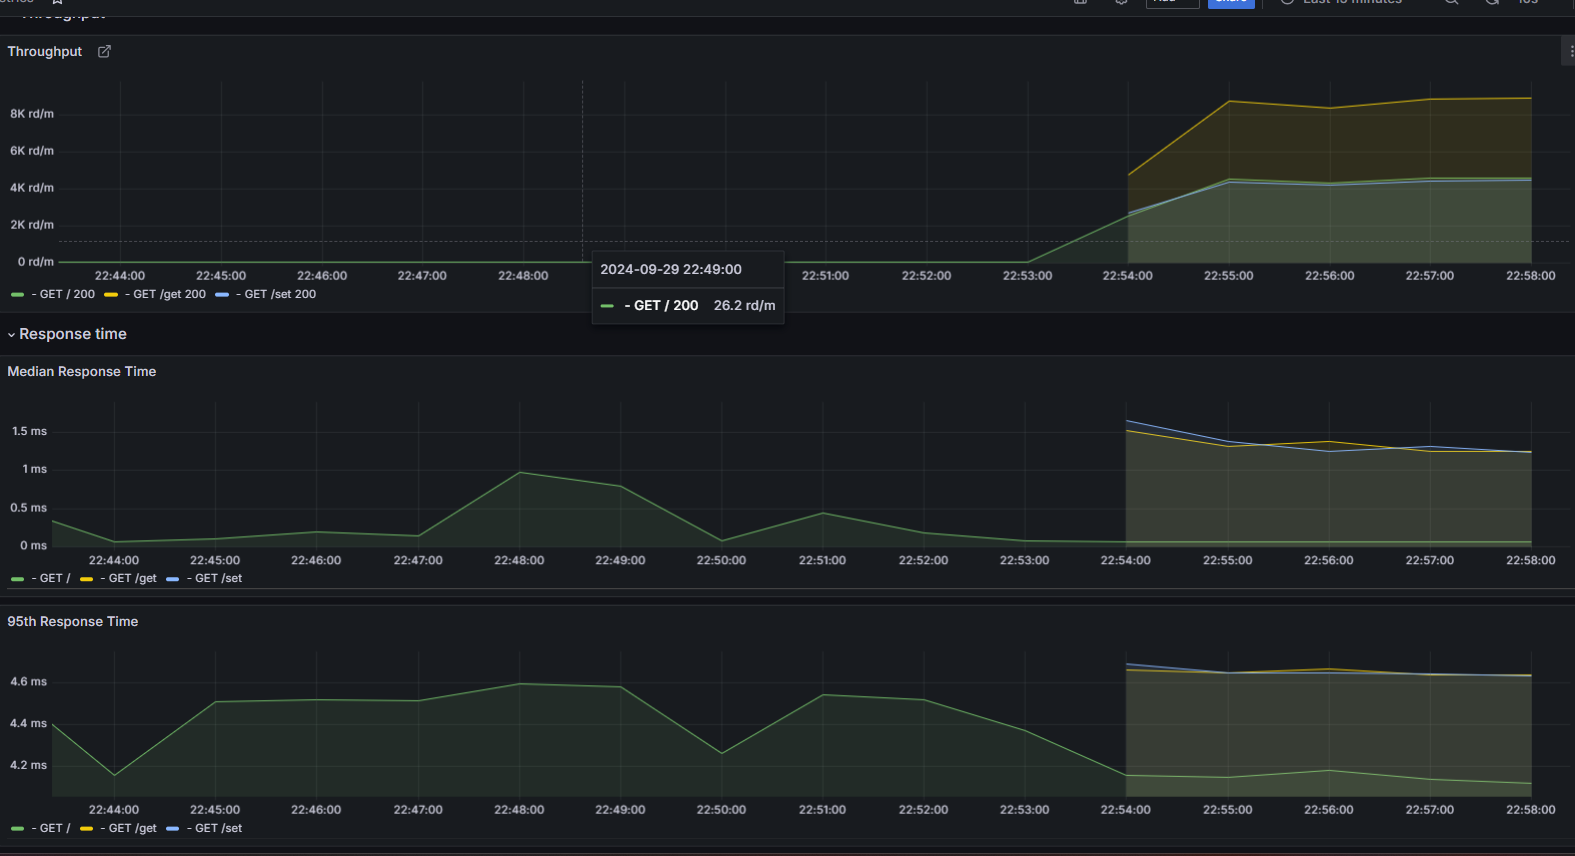 Throughput
Share
Last 15 minutes
10s
Throughput
8K rd/m
6K rd/m
4K rd/m
2K rd/m
0 rd/m
22:44:00 22:45:00 22:46:00 22:47:00 22:48:00 22:51:00 22:52:00 22:53:00 22:54:00 22:55:00 22:56:00 22:57:00 22:58:00
2024-09-29 22:49:00
- GET / 200 26.2 rd/m
- GET / 200 - GET /get 200 - GET /set 200
Response time
Median Response Time
1.5 ms
1 ms
0.5 ms
0 ms
22:44:00 22:45:00 22:46:00 22:47:00 22:48:00 22:49:00 22:50:00 22:51:00 22:52:00 22:53:00 22:54:00 22:55:00 22:56:00 22:57:00 22:58:00
- GET / - GET /get - GET /set
95th Response Time
4.6 ms
4.4 ms
4.2 ms
22:44:00 22:45:00 22:46:00 22:47:00 22:48:00 22:49:00 22:50:00 22:51:00 22:52:00 22:53:00 22:54:00 22:55:00 22:56:00 22:57:00 22:58:00
- GET / - GET /get - GET /set